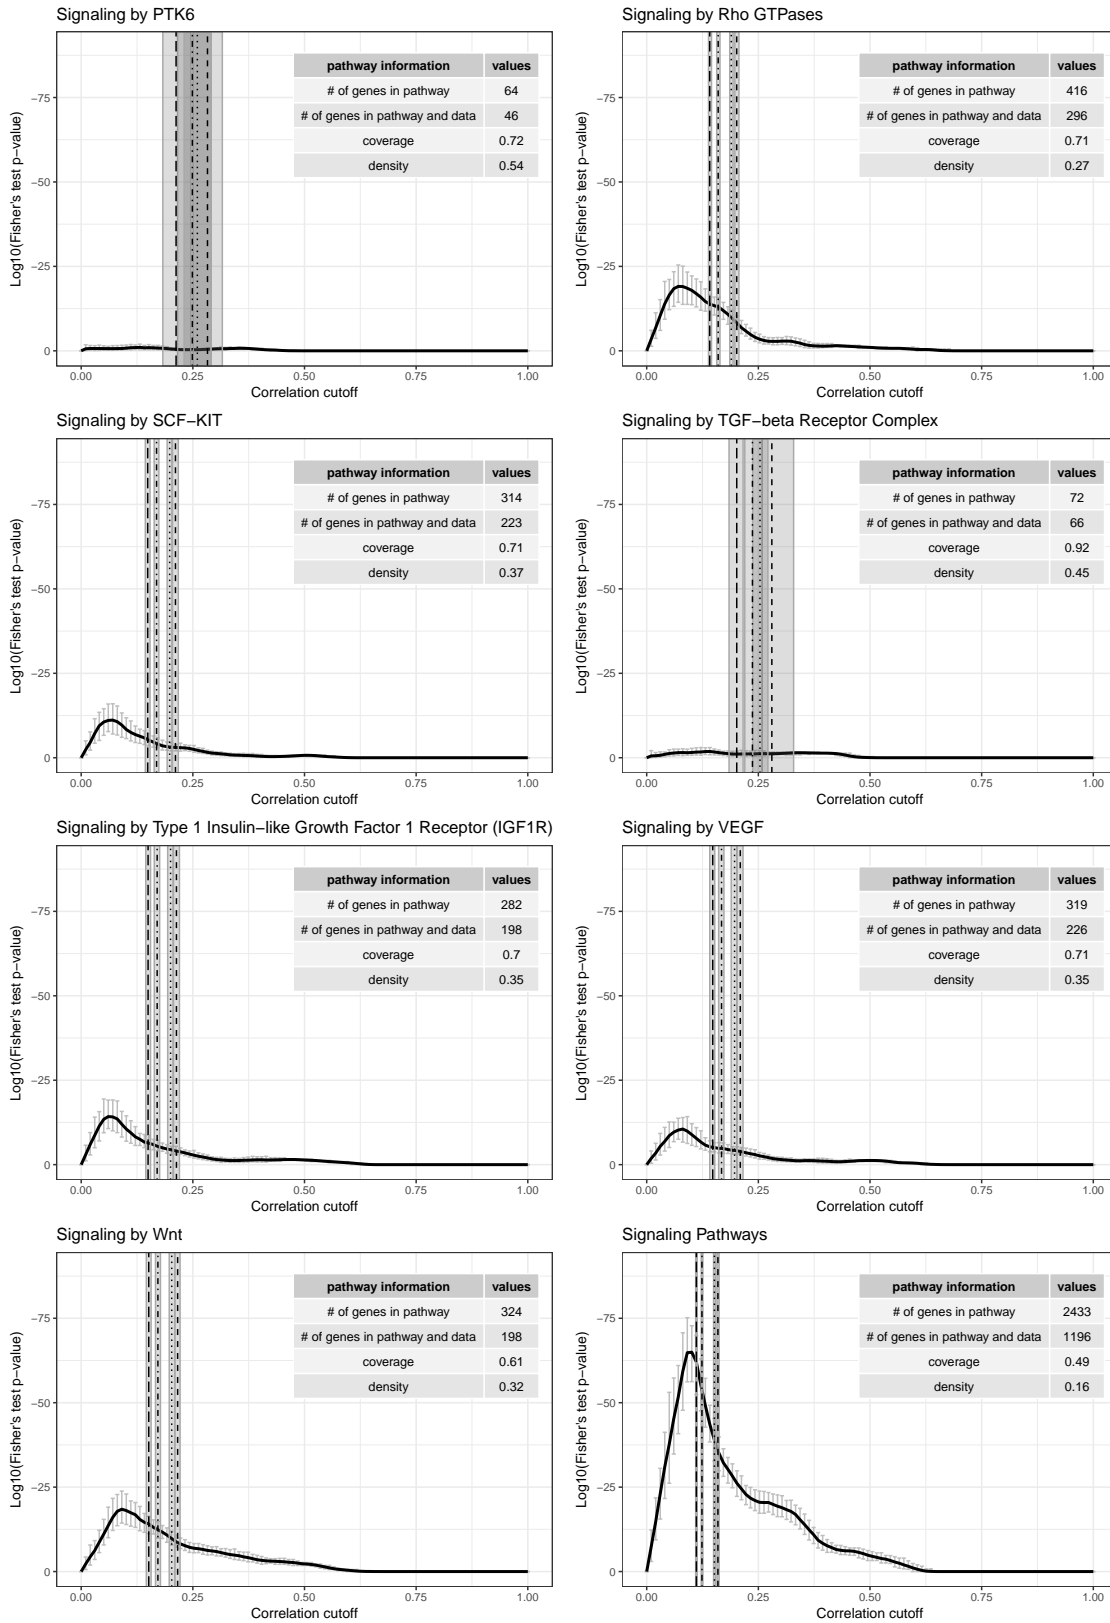 Signaling by PTK6
Log10(Fisher's test p−value)
−75
−50
−25
0
pathway information values
# of genes in pathway 64
# of genes in pathway and data 46
coverage 0.72
density 0.54
0.00 0.25 0.50 0.75 1.00
Correlation cutoff
Signaling by Rho GTPases
Log10(Fisher's test p−value)
−75
−50
−25
0
pathway information values
# of genes in pathway 416
# of genes in pathway and data 296
coverage 0.71
density 0.27
0.00 0.25 0.50 0.75 1.00
Correlation cutoff
Signaling by SCF−KIT
Log10(Fisher's test p−value)
−75
−50
−25
0
pathway information values
# of genes in pathway 314
# of genes in pathway and data 223
coverage 0.71
density 0.37
0.00 0.25 0.50 0.75 1.00
Correlation cutoff
Signaling by TGF−beta Receptor Complex
Log10(Fisher's test p−value)
−75
−50
−25
0
pathway information values
# of genes in pathway 72
# of genes in pathway and data 66
coverage 0.92
density 0.45
0.00 0.25 0.50 0.75 1.00
Correlation cutoff
Signaling by Type 1 Insulin−like Growth Factor 1 Receptor (IGF1R)
Log10(Fisher's test p−value)
−75
−50
−25
0
pathway information values
# of genes in pathway 282
# of genes in pathway and data 198
coverage 0.7
density 0.35
0.00 0.25 0.50 0.75 1.00
Correlation cutoff
Signaling by VEGF
Log10(Fisher's test p−value)
−75
−50
−25
0
pathway information values
# of genes in pathway 319
# of genes in pathway and data 226
coverage 0.71
density 0.35
0.00 0.25 0.50 0.75 1.00
Correlation cutoff
Signaling by Wnt
Log10(Fisher's test p−value)
−75
−50
−25
0
pathway information values
# of genes in pathway 324
# of genes in pathway and data 198
coverage 0.61
density 0.32
0.00 0.25 0.50 0.75 1.00
Correlation cutoff
Signaling Pathways
Log10(Fisher's test p−value)
−75
−50
−25
0
pathway information values
# of genes in pathway 2433
# of genes in pathway and data 1196
coverage 0.49
density 0.16
0.00 0.25 0.50 0.75 1.00
Correlation cutoff